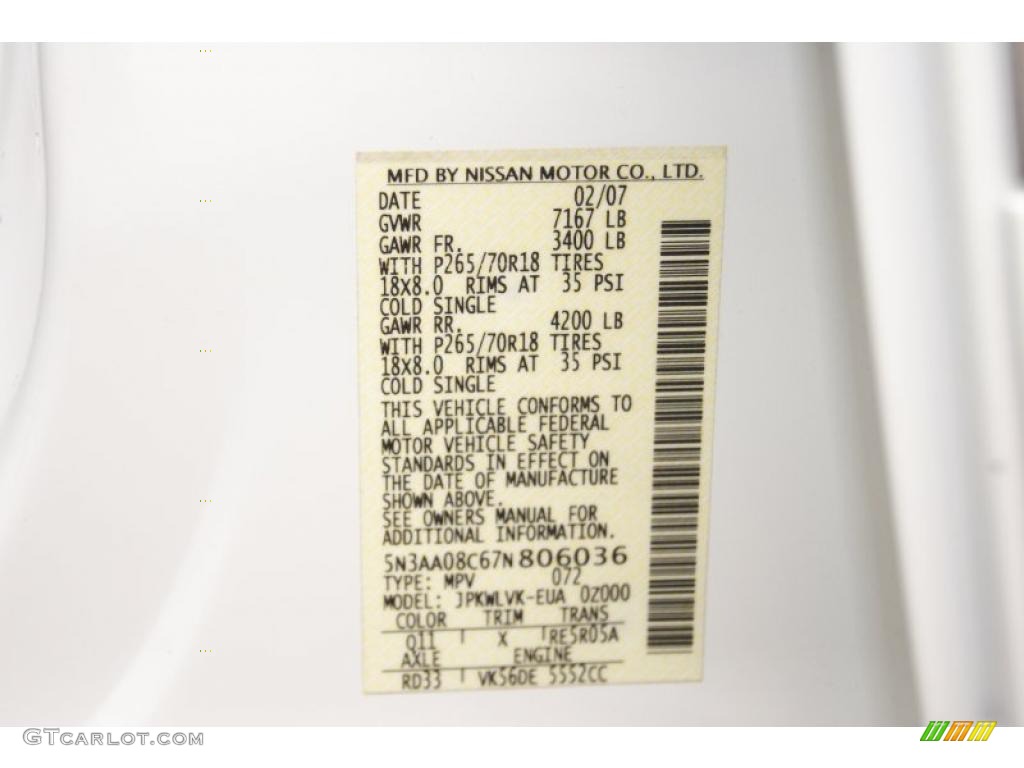 MFD BY NISSAN MOTOR CO., LTD.
DATE 02/07
GVWR 7167 LB
GAWR FR. 3400 LB
WITH P265/70R18 TIRES
18X8.0 RIMS AT 35 PSI
COLD SINGLE
GAWR RR. 4200 LB
WITH P265/70R18 TIRES
18X8.0 RIMS AT 35 PSI
COLD SINGLE
THIS VEHICLE CONFORMS TO
ALL APPLICABLE FEDERAL
MOTOR VEHICLE SAFETY
STANDARDS IN EFFECT ON
THE DATE OF MANUFACTURE
SHOWN ABOVE.
SEE OWNERS MANUAL FOR
ADDITIONAL INFORMATION.
5N3AA08C67N806036
TYPE: MPV 072
MODEL: JPKWLVK-EUA 0Z000
COLOR TRIM TRANS
Q11 X RE5R05A
AXLE ENGINE
RD33 VK56DE 5552CC
GTCARLOT.COM